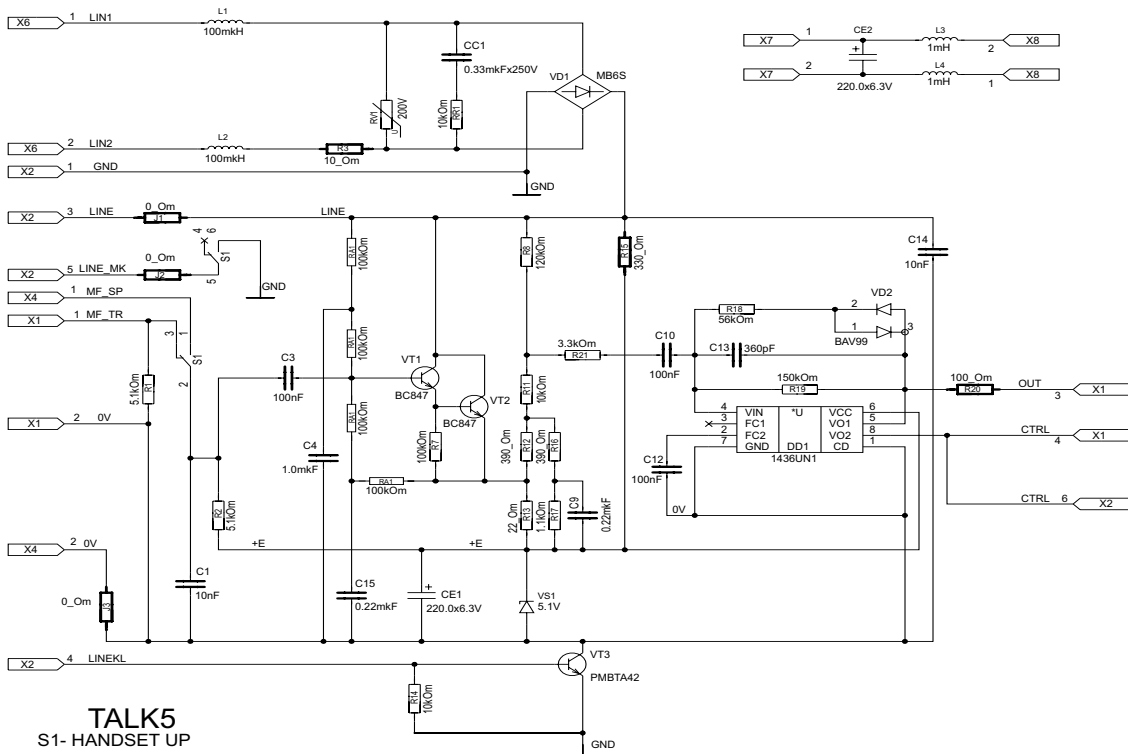 X6 1 LIN1 L1 100mkH
CC1 0.33mkFx250V
RV1 200V U
RR1 10kOm
VD1 MB6S
X7 1 CE2 L3 1mH 2 X8
X7 2 + L4 1mH 1 X8
220.0x6.3V
X6 2 LIN2 L2 100mkH R3 10_Om
X2 1 GND
GND
X2 3 LINE 0_Om J1 LINE
X2 5 LINE_MK 0_Om J2
4 6 S1 5
GND
X4 1 MF_SP
X1 1 MF_TR
3 1 S1 2
R1 5.1kOm
RA1 100kOm
RA1 100kOm
RA1 100kOm
RA1 100kOm
C3 100nF
C4 1.0mkF
VT1 BC847
VT2 BC847
R7 100kOm
R8 120kOm
R15 330_Om
C14 10nF
3.3kOm R21
C10 100nF
R18 56kOm
2 VD2
1 3 BAV99
C13 360pF
150kOm R19
R11 10kOm
R12 390_Om
R16 390_Om
R13 22_Om
R17 1.1kOm
C9 0.22mkF
C12 100nF
4 VIN *U VCC 6
3 FC1 VO1 5
2 FC2 VO2 8
7 GND DD1 CD 1
1436UN1
0V
100_Om R20 OUT 3 X1
CTRL 4 X1
CTRL 6 X2
X1 2 0V
R2 5.1kOm
X4 2 0V
+E +E
0_Om J3
C1 10nF
C15 0.22mkF
+ CE1 220.0x6.3V
VS1 5.1V
X2 4 LINEKL
R14 10kOm
VT3 PMBTA42
GND
TALK5
S1- HANDSET UP